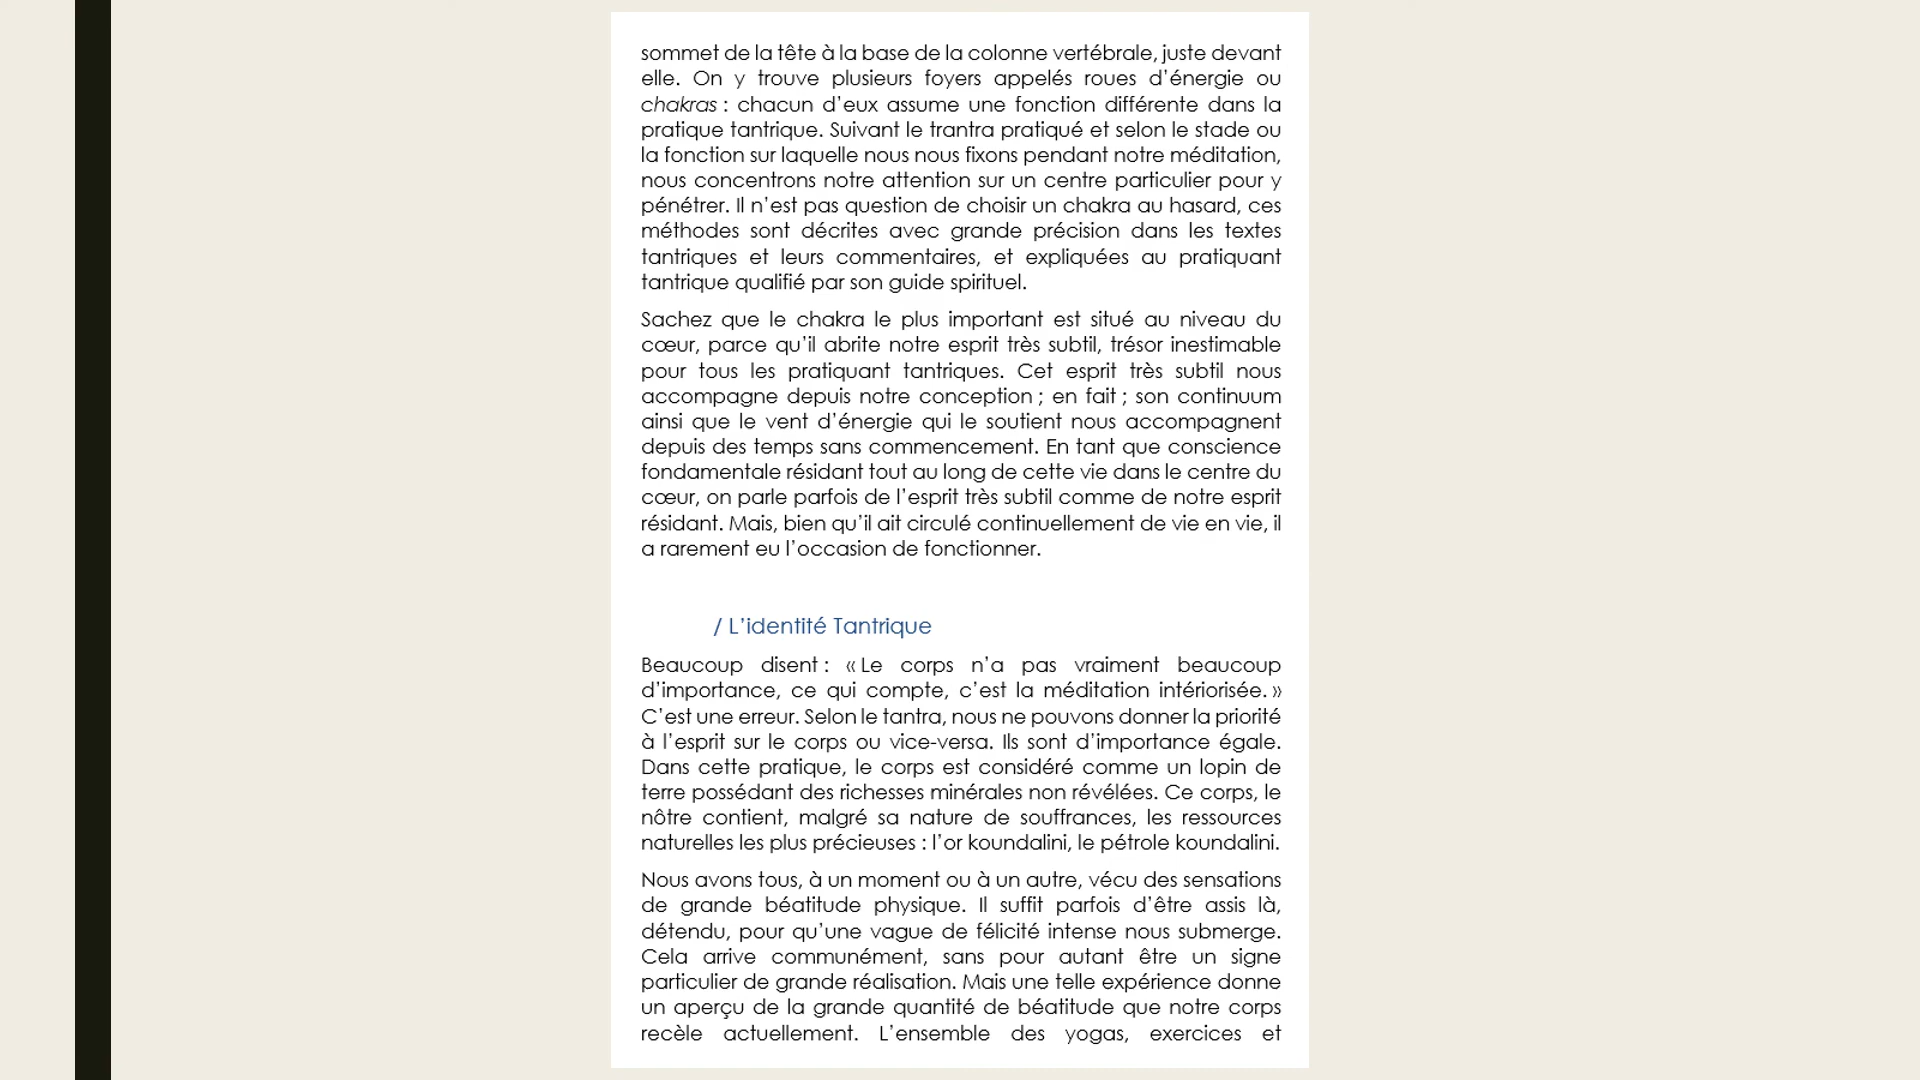 sommet de la tête à la base de la colonne vertébrale, juste devant
elle. On y trouve plusieurs foyers appelés roues d’énergie ou
chakras : chacun d’eux assume une fonction différente dans la
pratique tantrique. Suivant le trantra pratiqué et selon le stade ou
la fonction sur laquelle nous nous fixons pendant notre méditation,
nous concentrons notre attention sur un centre particulier pour y
pénétrer. Il n’est pas question de choisir un chakra au hasard, ces
méthodes sont décrites avec grande précision dans les textes
tantriques et leurs commentaires, et expliquées au pratiquant
tantrique qualifié par son guide spirituel.
Sachez que le chakra le plus important est situé au niveau du
cœur, parce qu’il abrite notre esprit très subtil, trésor inestimable
pour tous les pratiquant tantriques. Cet esprit très subtil nous
accompagne depuis notre conception ; en fait ; son continuum
ainsi que le vent d’énergie qui le soutient nous accompagnent
depuis des temps sans commencement. En tant que conscience
fondamentale résidant tout au long de cette vie dans le centre du
cœur, on parle parfois de l’esprit très subtil comme de notre esprit
résidant. Mais, bien qu’il ait circulé continuellement de vie en vie, il
a rarement eu l’occasion de fonctionner.
/ L’identité Tantrique
Beaucoup disent : « Le corps n’a pas vraiment beaucoup
d’importance, ce qui compte, c’est la méditation intériorisée. »
C’est une erreur. Selon le tantra, nous ne pouvons donner la priorité
à l’esprit sur le corps ou vice-versa. Ils sont d’importance égale.
Dans cette pratique, le corps est considéré comme un lopin de
terre possédant des richesses minérales non révélées. Ce corps, le
nôtre contient, malgré sa nature de souffrances, les ressources
naturelles les plus précieuses : l’or koundalini, le pétrole koundalini.
Nous avons tous, à un moment ou à un autre, vécu des sensations
de grande béatitude physique. Il suffit parfois d’être assis là,
détendu, pour qu’une vague de félicité intense nous submerge.
Cela arrive communément, sans pour autant être un signe
particulier de grande réalisation. Mais une telle expérience donne
un aperçu de la grande quantité de béatitude que notre corps
recèle actuellement. L’ensemble des yogas, exercices et